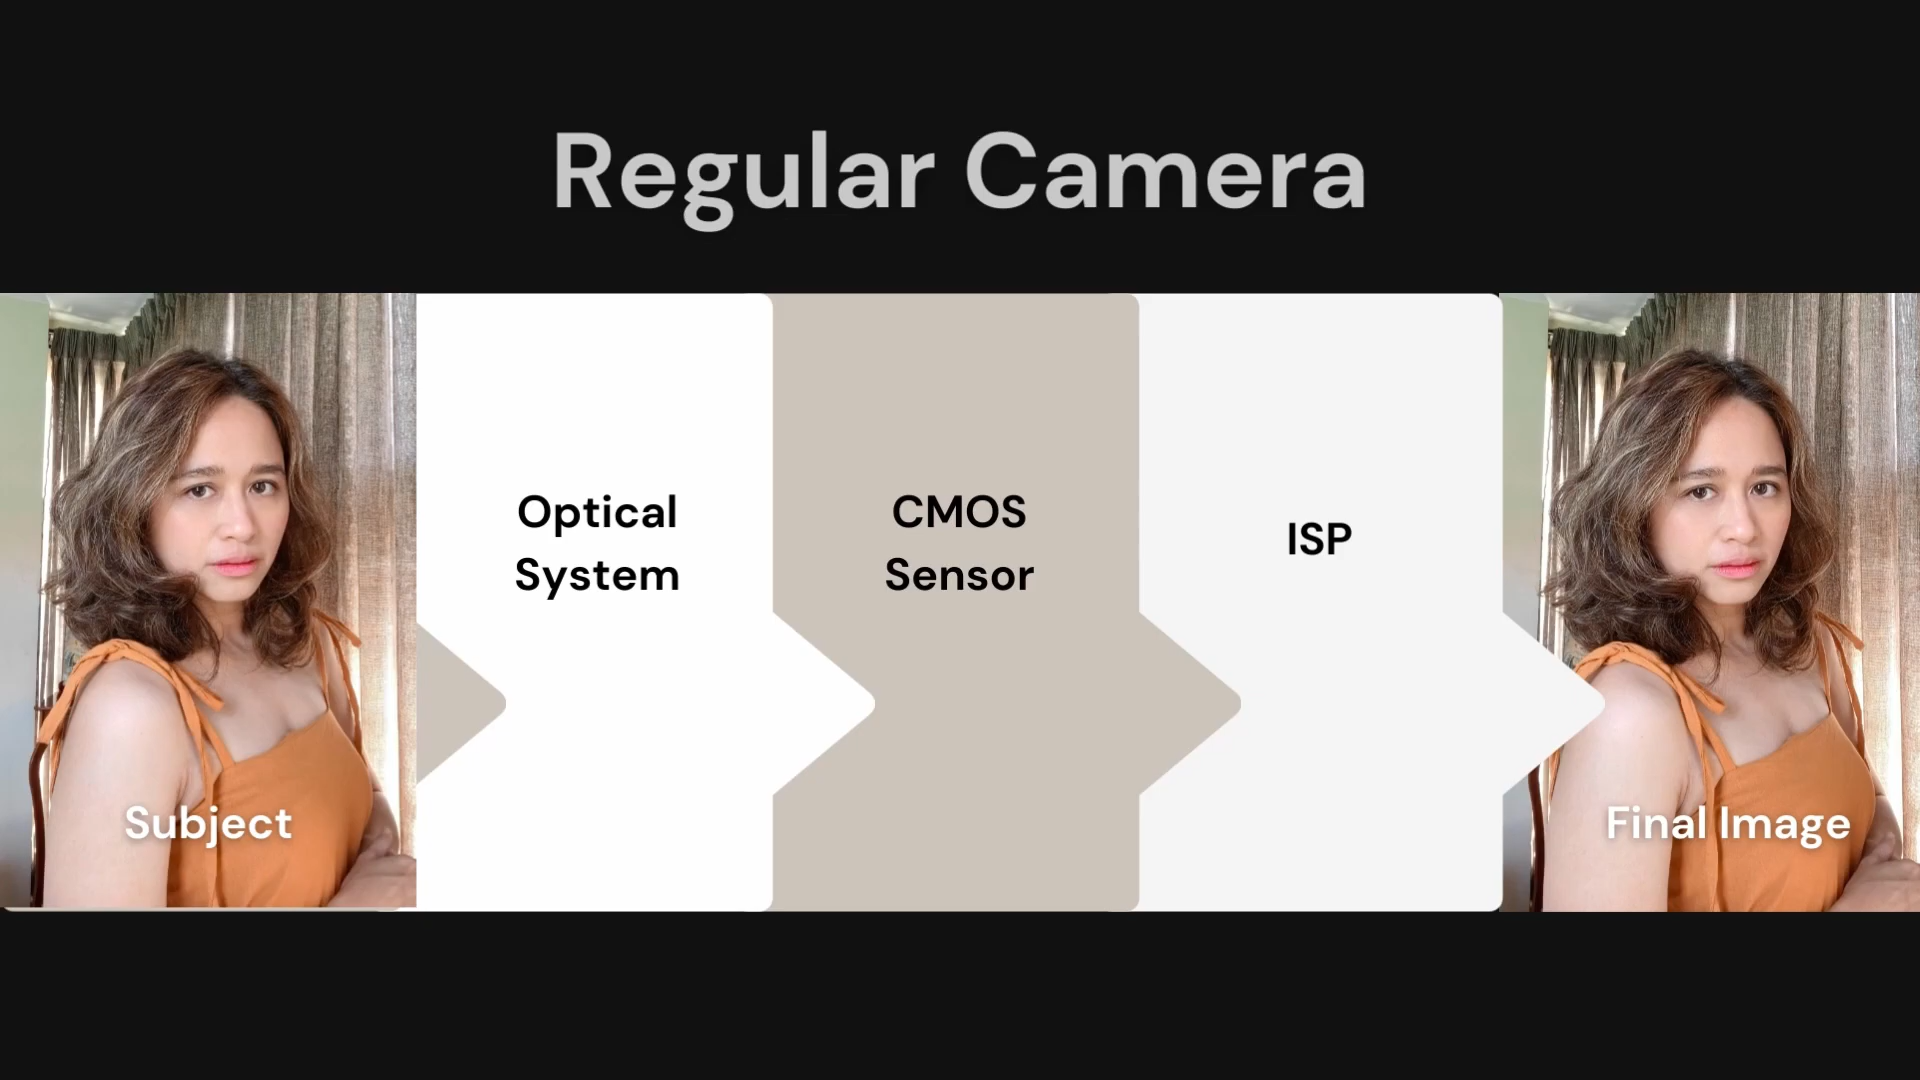 Regular Camera
Subject
Optical
System
CMOS
Sensor
ISP
Final Image